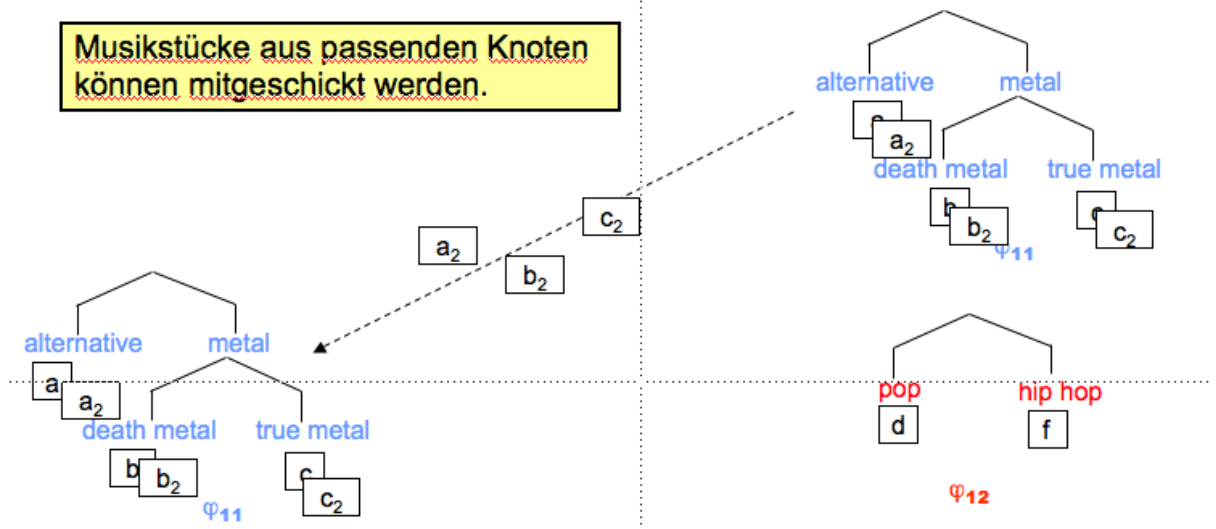 Musikstücke aus passenden Knoten
können mitgeschickt werden.
alternative metal
a₂
death metal true metal
b b₂ c c₂
φ₁₁
c₂
a₂
b₂
alternative metal
a a₂
death metal true metal
b b₂ c c₂
φ₁₁
pop hip hop
d f
φ₁₂